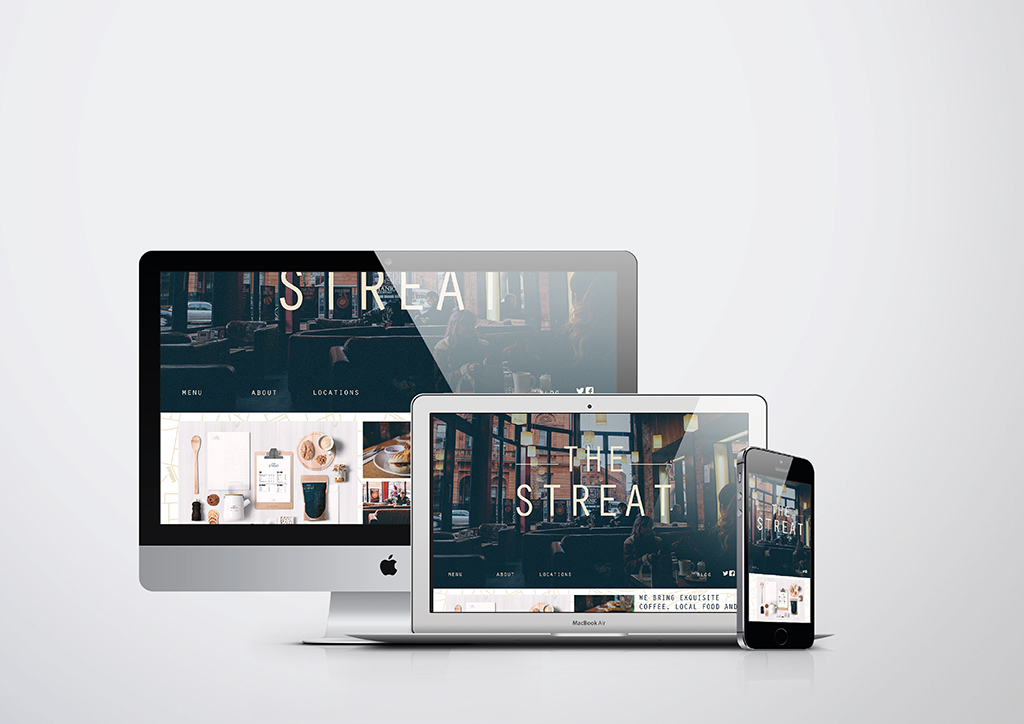 STREAT
MENU ABOUT LOCATIONS BLOG
THE
STREAT
MENU ABOUT LOCATIONS BLOG
WE BRING EXQUISITE
COFFEE, LOCAL FOOD AND
MacBook Air
THE
STREAT